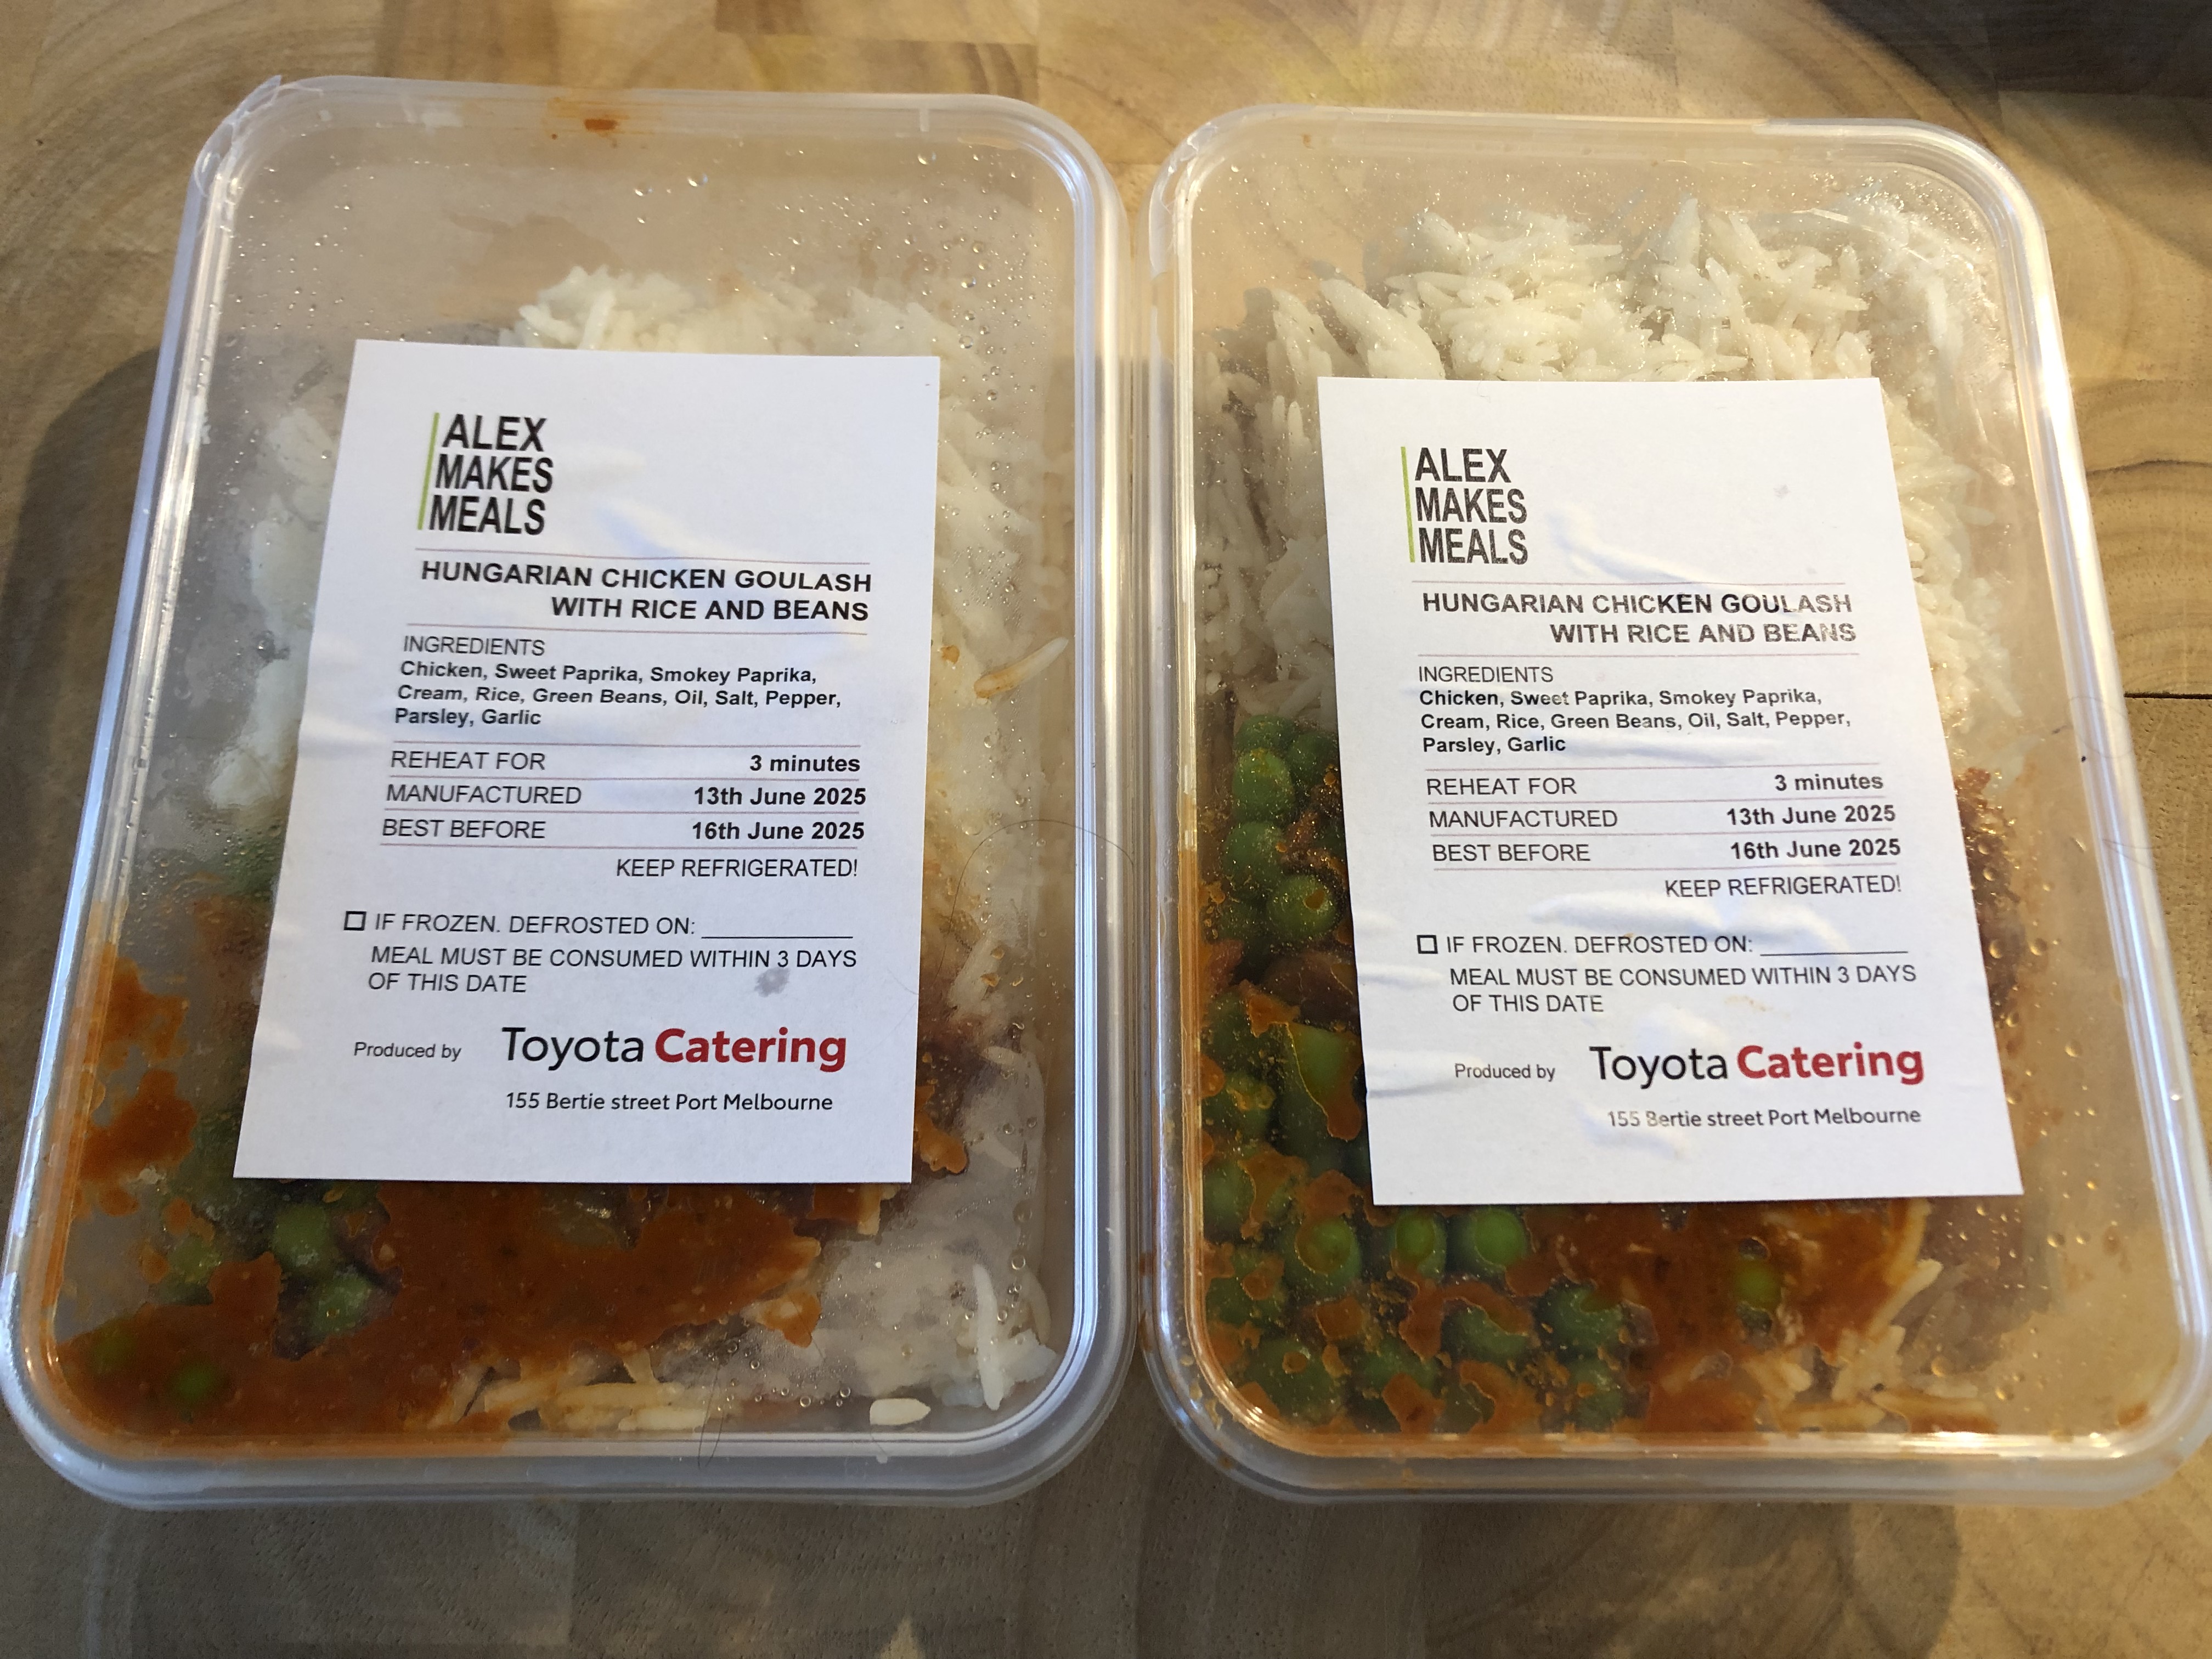 ALEX
MAKES
MEALS
HUNGARIAN CHICKEN GOULASH
WITH RICE AND BEANS
INGREDIENTS
Chicken, Sweet Paprika, Smokey Paprika,
Cream, Rice, Green Beans, Oil, Salt, Pepper,
Parsley, Garlic
REHEAT FOR 3 minutes
MANUFACTURED 13th June 2025
BEST BEFORE 16th June 2025
KEEP REFRIGERATED!
IF FROZEN. DEFROSTED ON: ____________
MEAL MUST BE CONSUMED WITHIN 3 DAYS
OF THIS DATE
Produced by Toyota Catering
155 Bertie street Port Melbourne
ALEX
MAKES
MEALS
HUNGARIAN CHICKEN GOULASH
WITH RICE AND BEANS
INGREDIENTS
Chicken, Sweet Paprika, Smokey Paprika,
Cream, Rice, Green Beans, Oil, Salt, Pepper,
Parsley, Garlic
REHEAT FOR 3 minutes
MANUFACTURED 13th June 2025
BEST BEFORE 16th June 2025
KEEP REFRIGERATED!
IF FROZEN. DEFROSTED ON: ____________
MEAL MUST BE CONSUMED WITHIN 3 DAYS
OF THIS DATE
Produced by Toyota Catering
155 Bertie street Port Melbourne